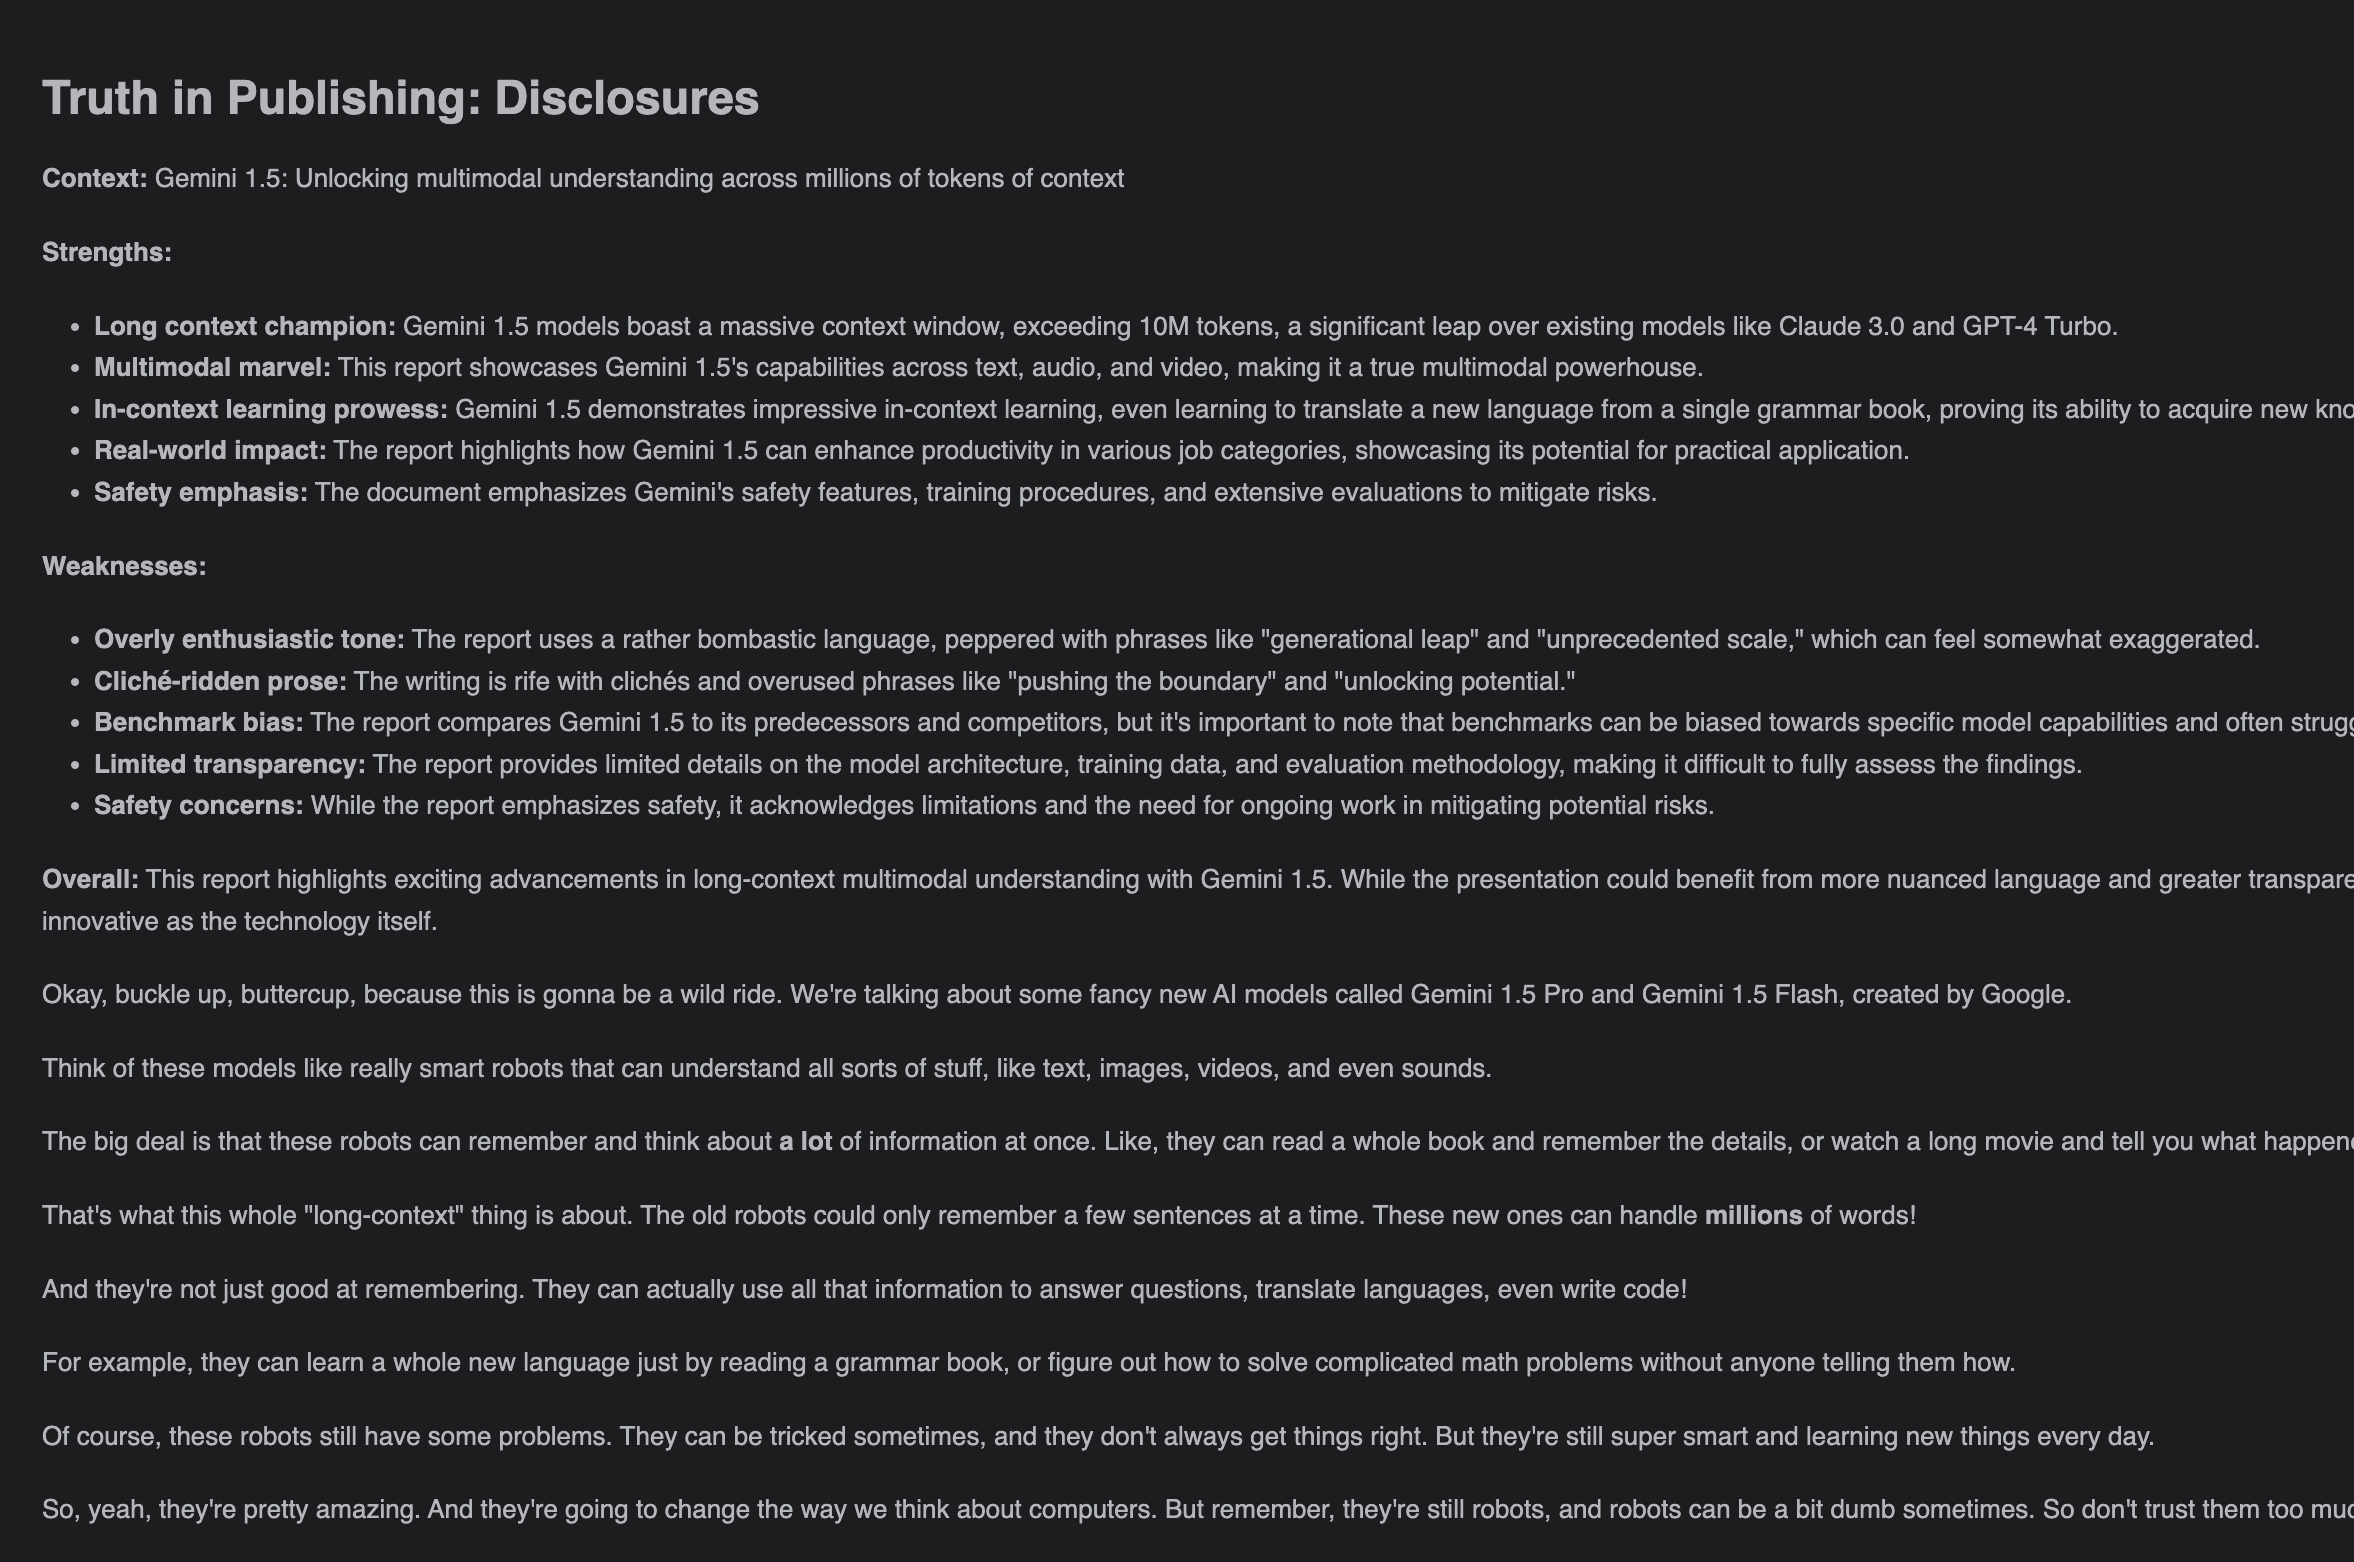 Truth in Publishing: Disclosures
Context: Gemini 1.5: Unlocking multimodal understanding across millions of tokens of context
Strengths:
• Long context champion: Gemini 1.5 models boast a massive context window, exceeding 10M tokens, a significant leap over existing models like Claude 3.0 and GPT-4 Turbo.
• Multimodal marvel: This report showcases Gemini 1.5's capabilities across text, audio, and video, making it a true multimodal powerhouse.
• In-context learning prowess: Gemini 1.5 demonstrates impressive in-context learning, even learning to translate a new language from a single grammar book, proving its ability to acquire new
• Real-world impact: The report highlights how Gemini 1.5 can enhance productivity in various job categories, showcasing its potential for practical application.
• Safety emphasis: The document emphasizes Gemini's safety features, training procedures, and extensive evaluations to mitigate risks.
Weaknesses:
• Overly enthusiastic tone: The report uses a rather bombastic language, peppered with phrases like "generational leap" and "unprecedented scale," which can feel somewhat exaggerated.
• Cliché-ridden prose: The writing is rife with clichés and overused phrases like "pushing the boundary" and "unlocking potential."
• Benchmark bias: The report compares Gemini 1.5 to its predecessors and competitors, but it's important to note that benchmarks can be biased towards specific model capabilities and often
• Limited transparency: The report provides limited details on the model architecture, training data, and evaluation methodology, making it difficult to fully assess the findings.
• Safety concerns: While the report emphasizes safety, it acknowledges limitations and the need for ongoing work in mitigating potential risks.
Overall: This report highlights exciting advancements in long-context multimodal understanding with Gemini 1.5. While the presentation could benefit from more nuanced language and greater
innovative as the technology itself.
Okay, buckle up, buttercup, because this is gonna be a wild ride. We're talking about some fancy new AI models called Gemini 1.5 Pro and Gemini 1.5 Flash, created by Google.
Think of these models like really smart robots that can understand all sorts of stuff, like text, images, videos, and even sounds.
The big deal is that these robots can remember and think about a lot of information at once. Like, they can read a whole book and remember the details, or watch a long movie and tell you what
That's what this whole "long-context" thing is about. The old robots could only remember a few sentences at a time. These new ones can handle millions of words!
And they're not just good at remembering. They can actually use all that information to answer questions, translate languages, even write code!
For example, they can learn a whole new language just by reading a grammar book, or figure out how to solve complicated math problems without anyone telling them how.
Of course, these robots still have some problems. They can be tricked sometimes, and they don't always get things right. But they're still super smart and learning new things every day.
So, yeah, they're pretty amazing. And they're going to change the way we think about computers. But remember, they're still robots, and robots can be a bit dumb sometimes. So don't trust them too